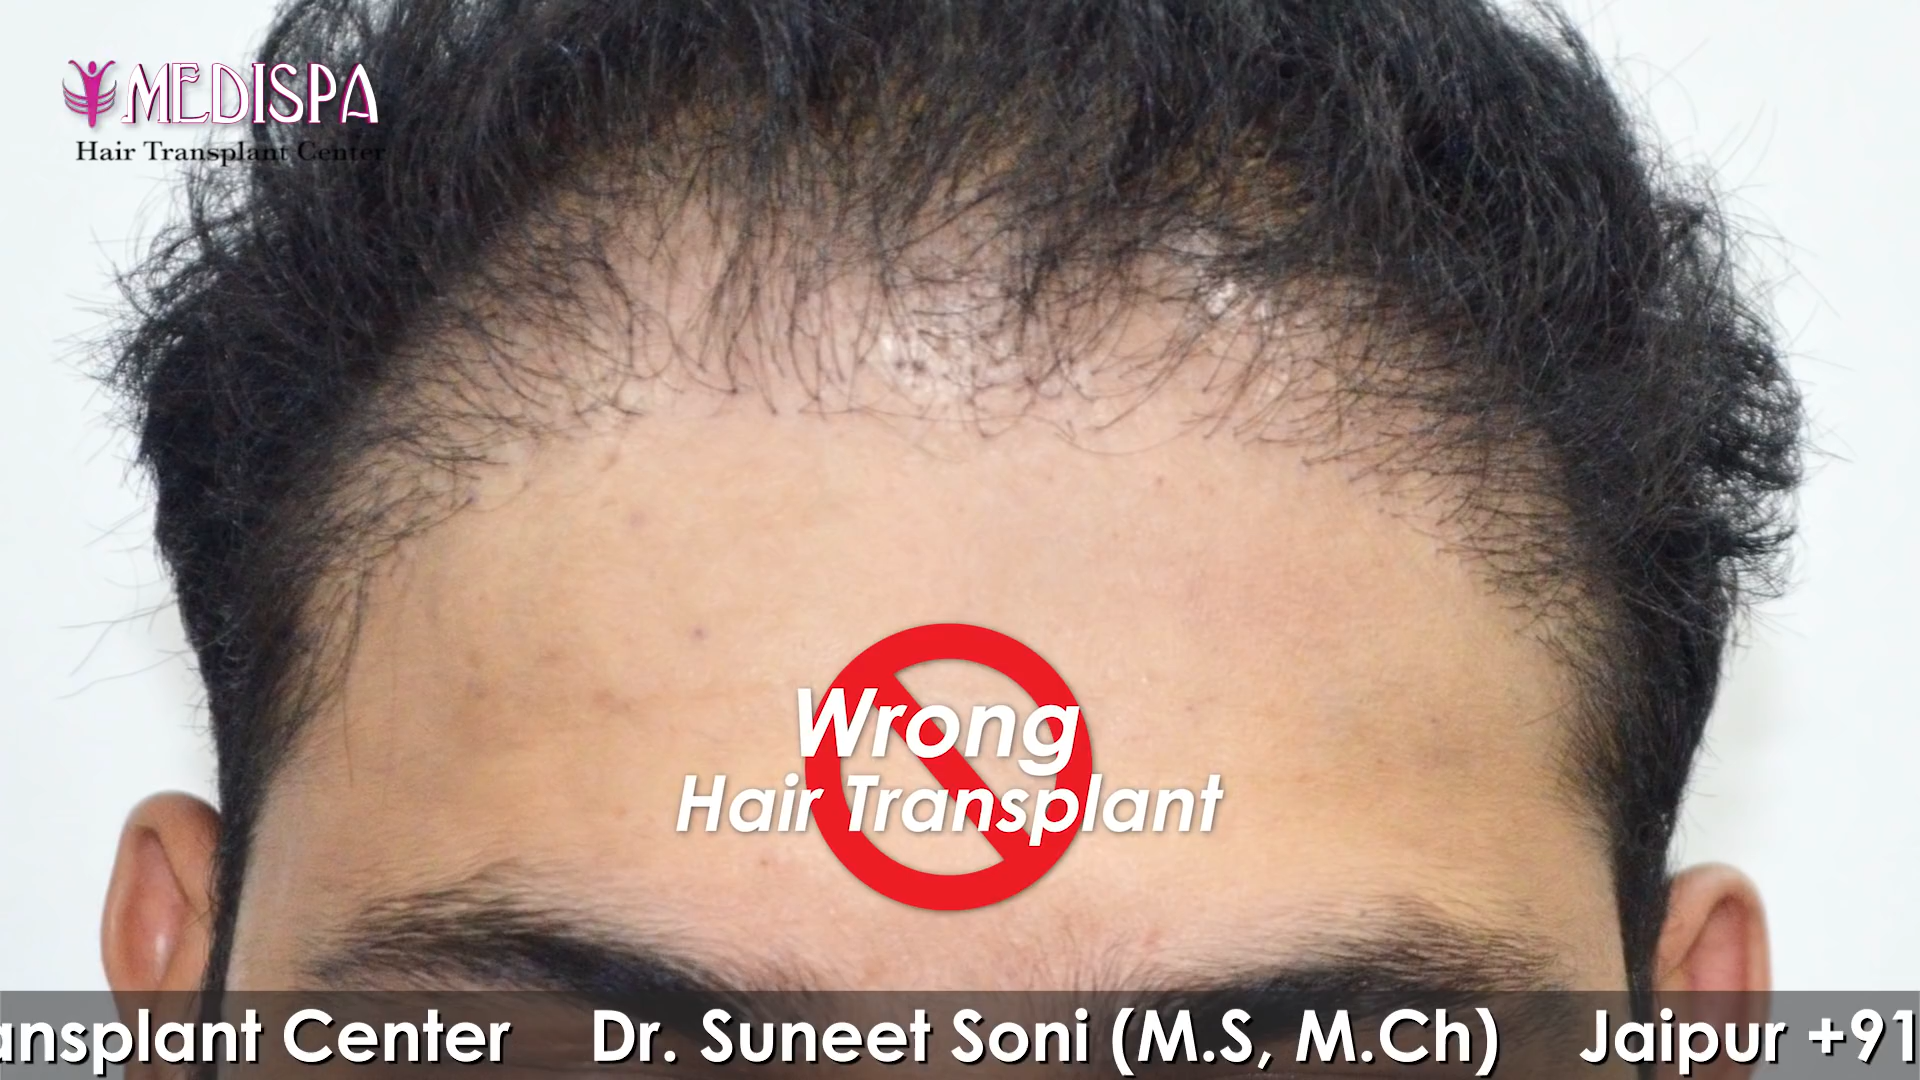 MEDISPA
Hair Transplant Center
Wrong
Hair Transplant
ansplant Center Dr. Suneet Soni (M.S, M.Ch) Jaipur +91